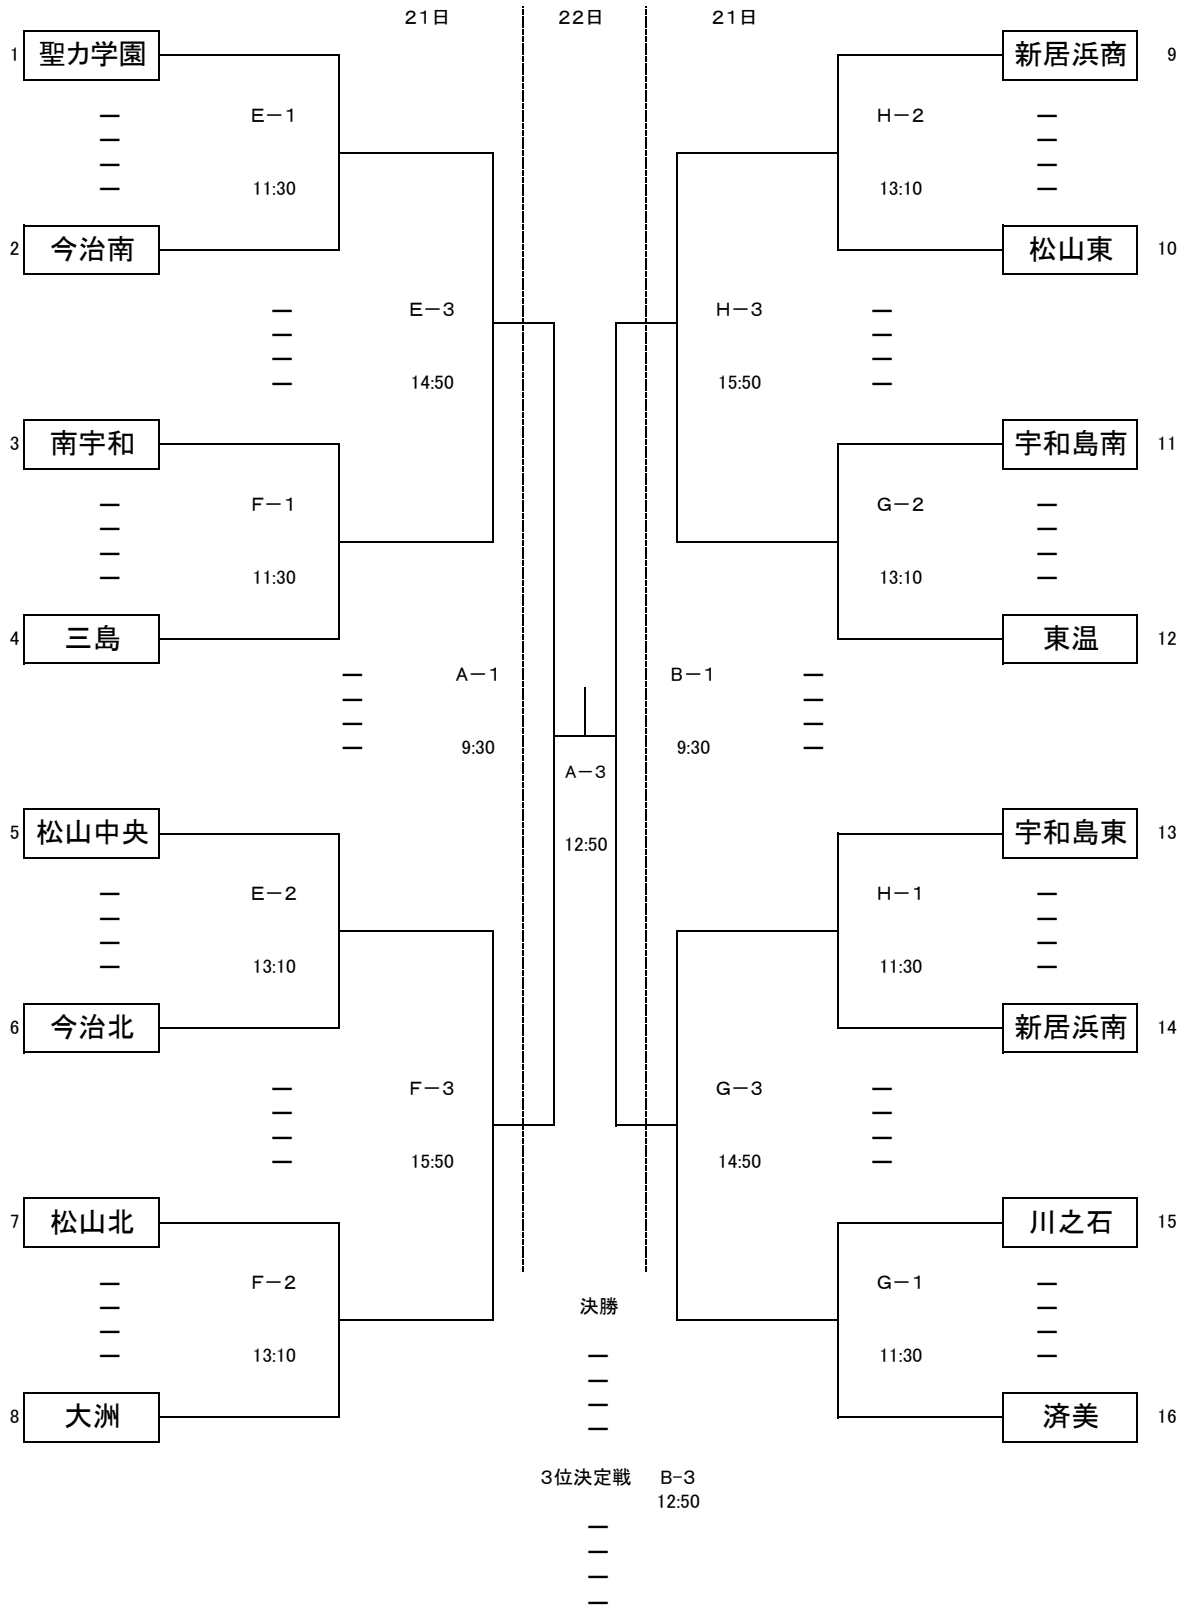 21日 22日 21日
1 聖カ学園 新居浜商 9
― E－1 H－2 ―
―  ―
―  ―
― 11:30 13:10 ―
2 今治南 松山東 10
― E－3 H－3 ―
―  ―
―  ―
― 14:50 15:50 ―
3 南宇和 宇和島南 11
― F－1 G－2 ―
―  ―
―  ―
― 11:30 13:10 ―
4 三島 東温 12
― A－1 B－1 ―
―  ―
―  ―
― 9:30 9:30 ―
A－3
5 松山中央 宇和島東 13
12:50
― E－2 H－1 ―
―  ―
―  ―
― 13:10 11:30 ―
6 今治北 新居浜南 14
― F－3 G－3 ―
―  ―
―  ―
― 15:50 14:50 ―
7 松山北 川之石 15
― F－2 G－1 ―
決勝
―  ―
―  ―
― 13:10 ― 11:30 ―
―
8 大洲 ― 済美 16
―
3位決定戦 B-3
12:50
―
―
―
―